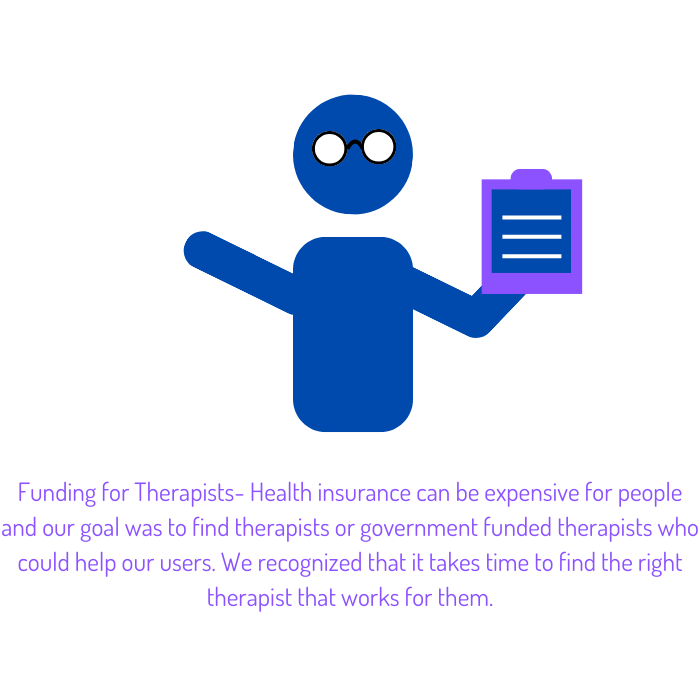 Funding for Therapists- Health insurance can be expensive for people
and our goal was to find therapists or government funded therapists who
could help our users. We recognized that it takes time to find the right
therapist that works for them.